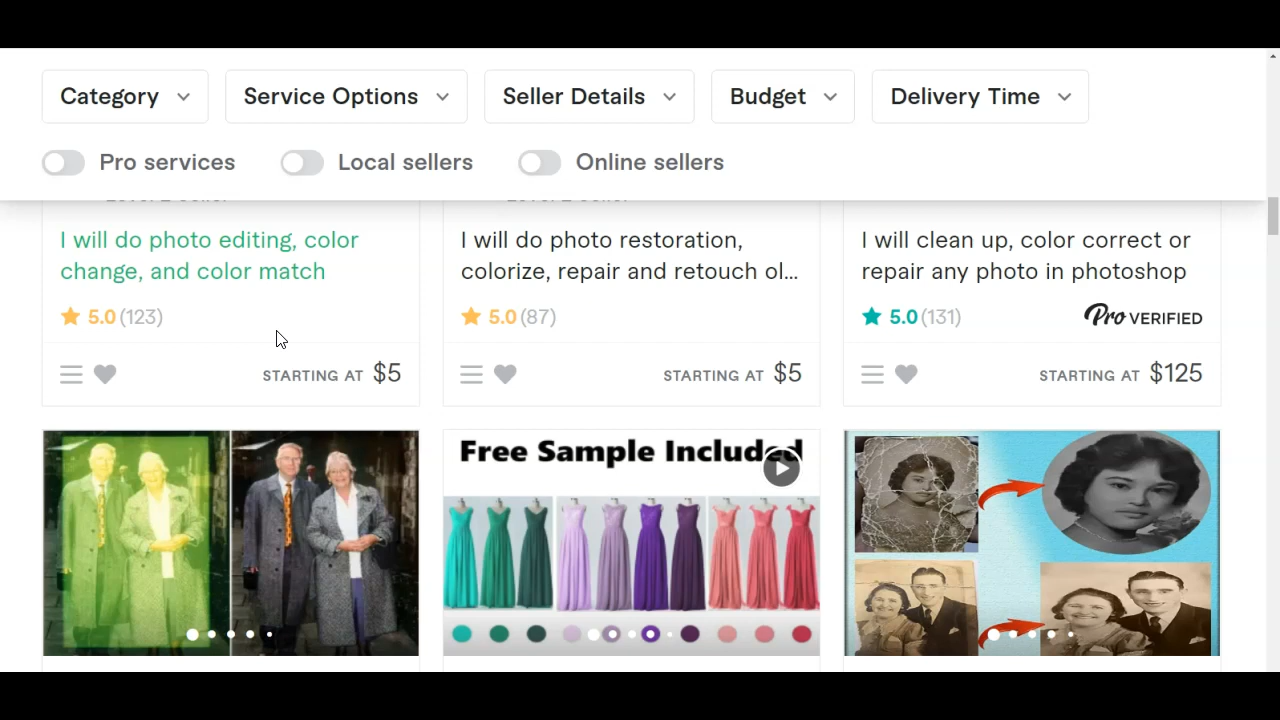 Category
Service Options
Seller Details
Budget
Delivery Time
Pro services
Local sellers
Online sellers
I will do photo editing, color
change, and color match
5.0 (123)
STARTING AT $5
I will do photo restoration,
colorize, repair and retouch ol...
5.0 (87)
STARTING AT $5
I will clean up, color correct or
repair any photo in photoshop
5.0 (131)
Pro VERIFIED
STARTING AT $125
Free Sample Included